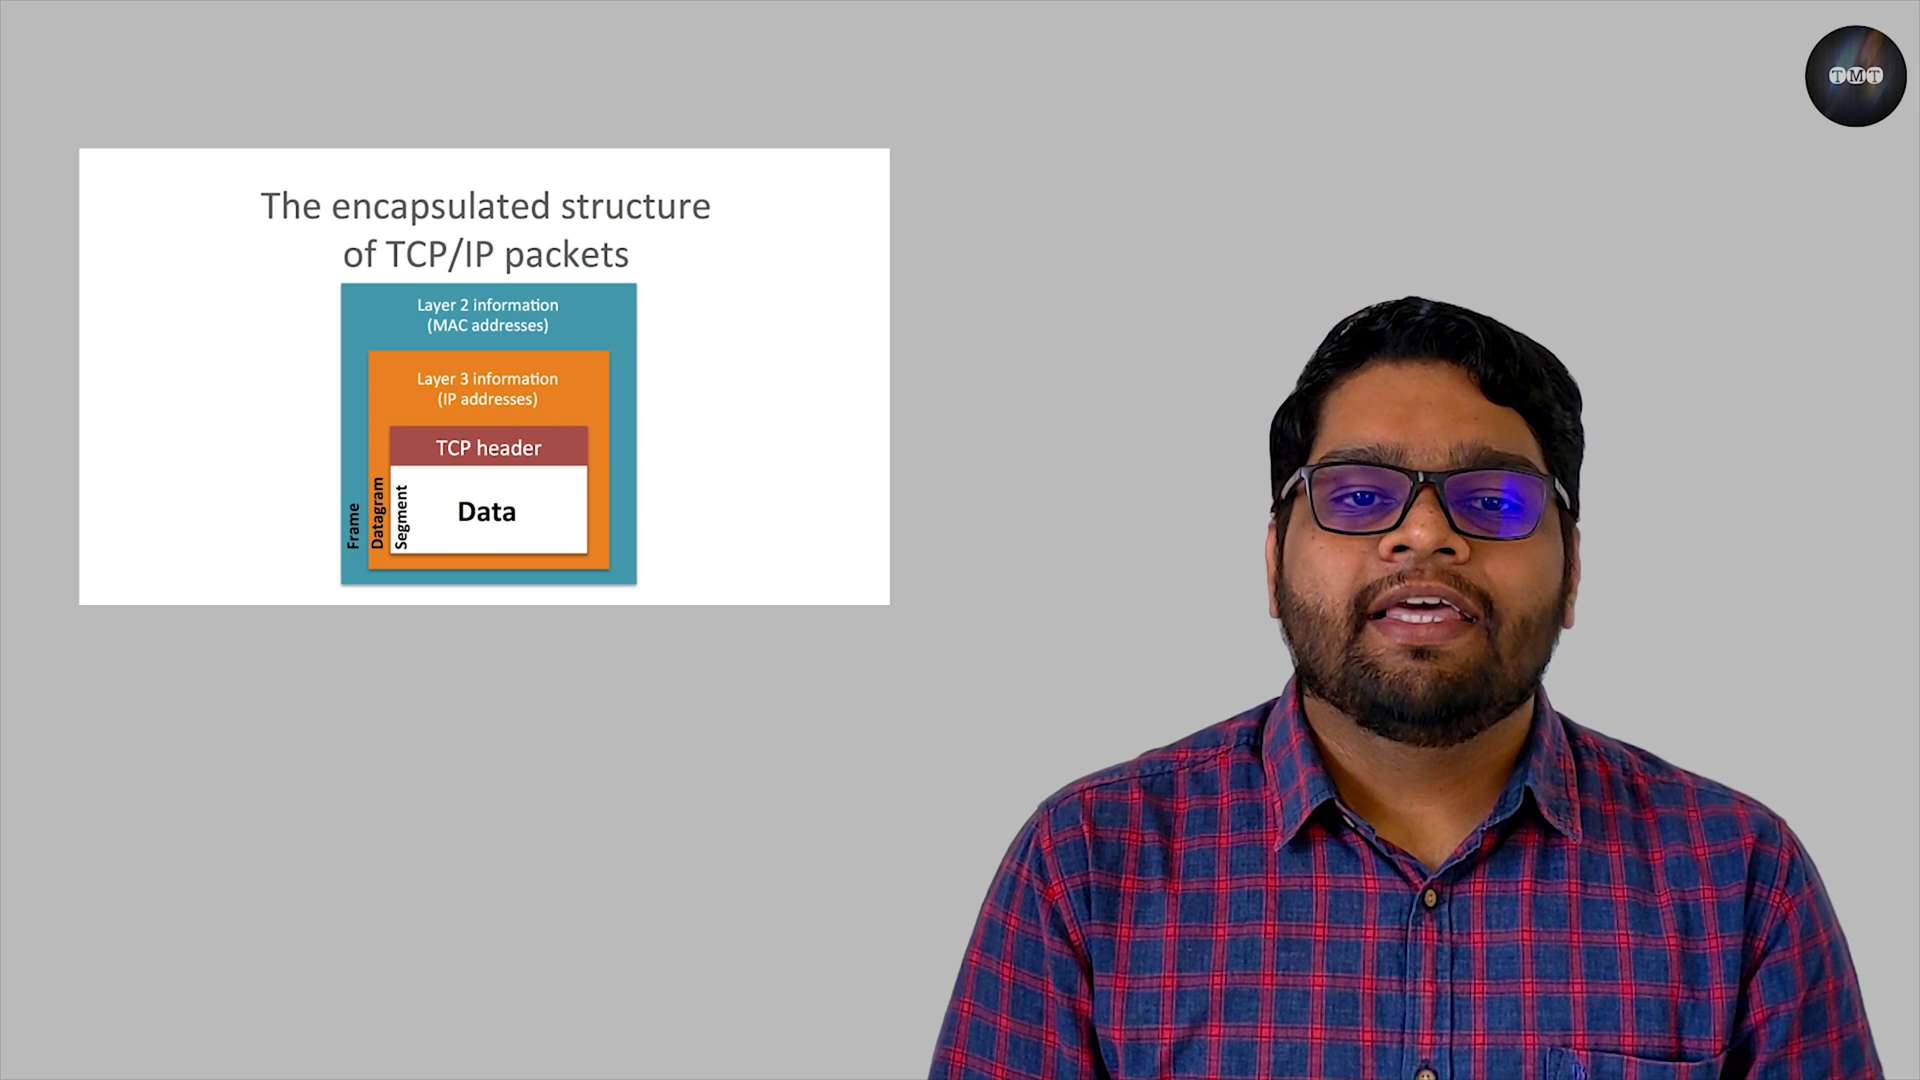 TMT
The encapsulated structure
of TCP/IP packets
Layer 2 information
(MAC addresses)
Layer 3 information
(IP addresses)
TCP header
Data
Frame
Datagram
Segment